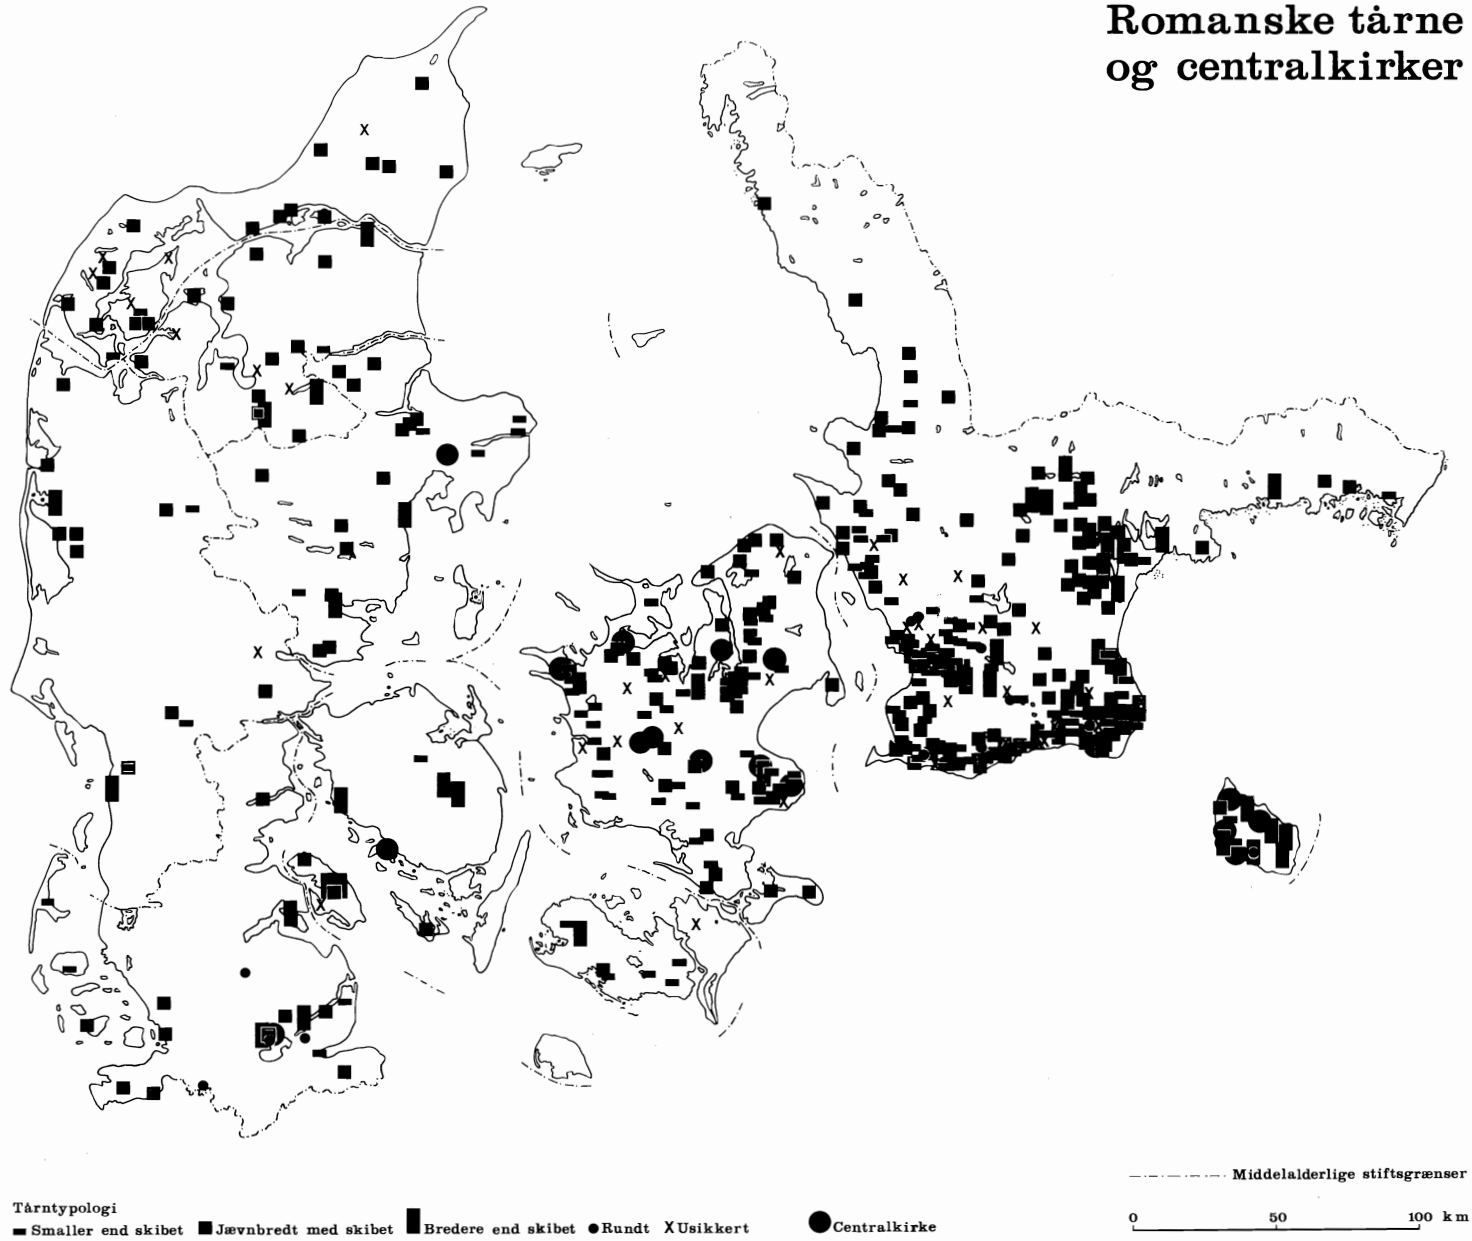 Romanske tårne
og centralkirker
Middelalderlige stiftsgrænser
Tårntypologi
Smaller end skibet Jævnbredt med skibet Bredere end skibet Rundt X Usikkert Centralkirke
0 50 100 km